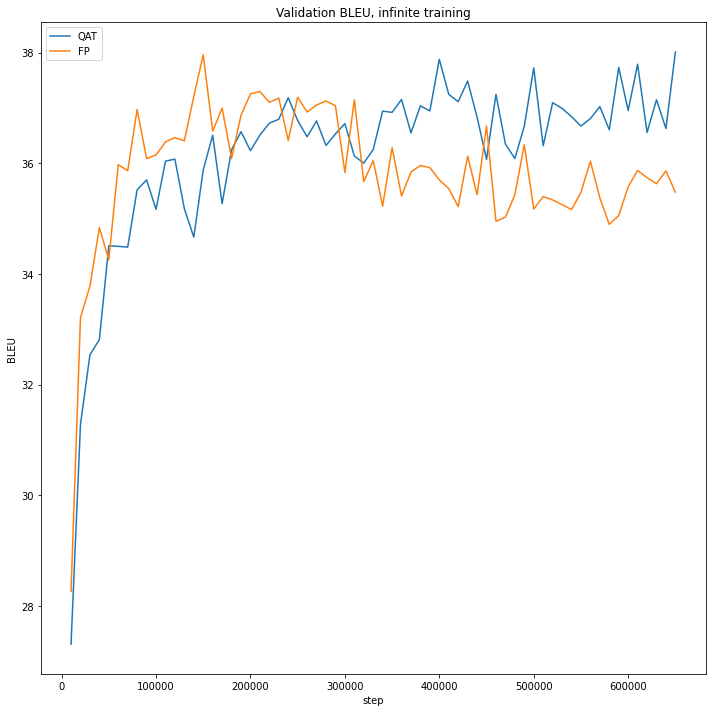 Validation BLEU, infinite training
QAT
FP
38
36
34
32
30
28
BLEU
0
100000
200000
300000
400000
500000
600000
step